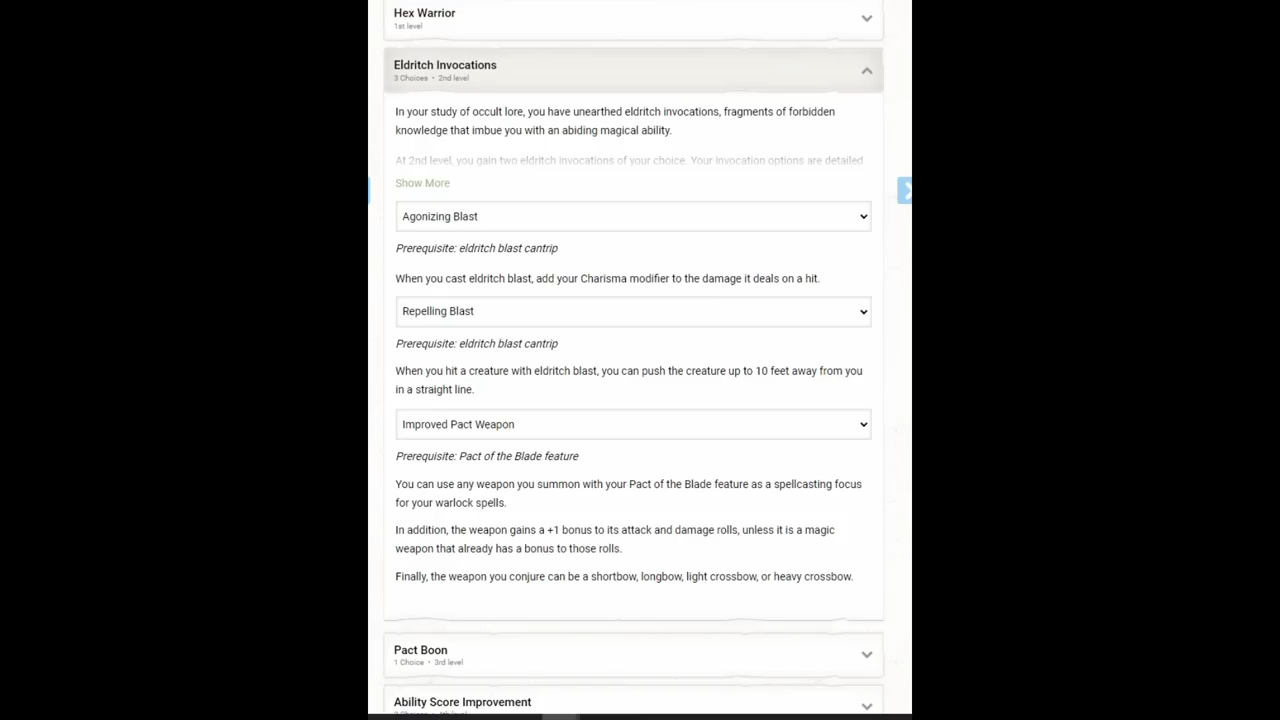 Hex Warrior
1st level
Eldritch Invocations
3 Choices • 2nd level
In your study of occult lore, you have unearthed eldritch invocations, fragments of forbidden
knowledge that imbue you with an abiding magical ability.
At 2nd level, you gain two eldritch invocations of your choice. Your invocation options are detailed
Show More
Agonizing Blast
Prerequisite: eldritch blast cantrip
When you cast eldritch blast, add your Charisma modifier to the damage it deals on a hit.
Repelling Blast
Prerequisite: eldritch blast cantrip
When you hit a creature with eldritch blast, you can push the creature up to 10 feet away from you
in a straight line.
Improved Pact Weapon
Prerequisite: Pact of the Blade feature
You can use any weapon you summon with your Pact of the Blade feature as a spellcasting focus
for your warlock spells.
In addition, the weapon gains a +1 bonus to its attack and damage rolls, unless it is a magic
weapon that already has a bonus to those rolls.
Finally, the weapon you conjure can be a shortbow, longbow, light crossbow, or heavy crossbow.
Pact Boon
1 Choice • 3rd level
Ability Score Improvement